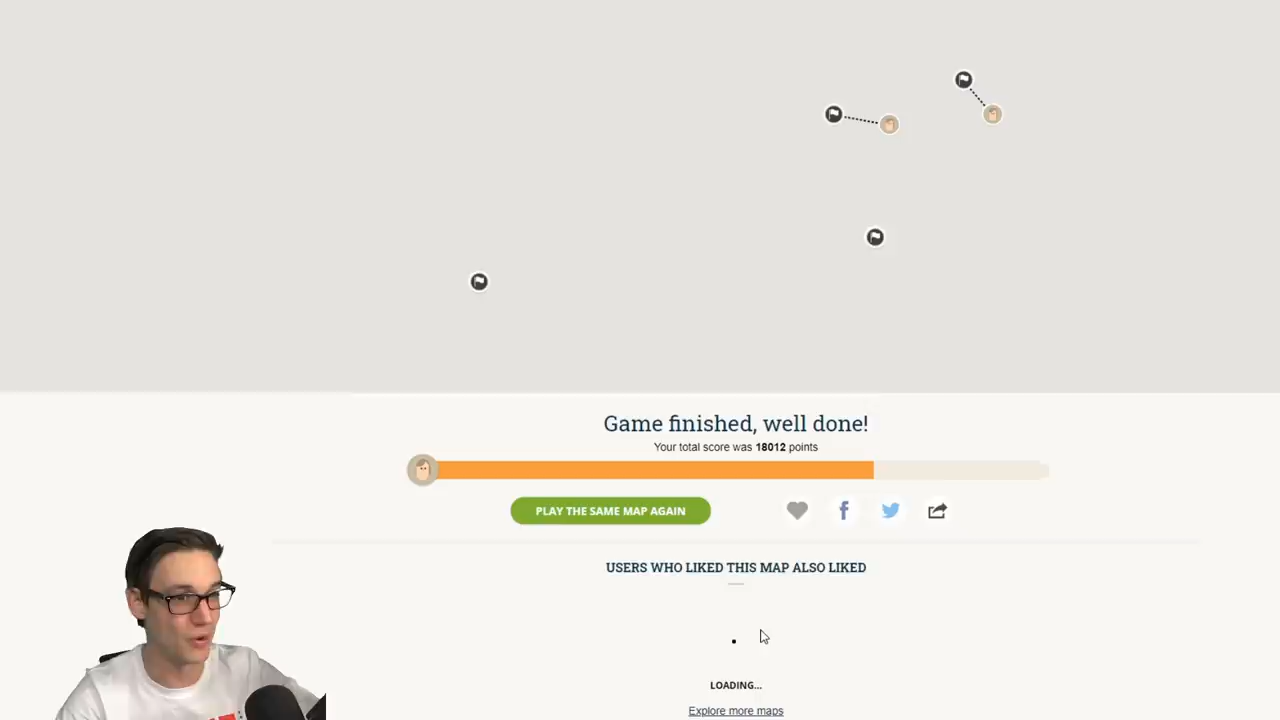 Game finished, well done!
Your total score was 18012 points
PLAY THE SAME MAP AGAIN
USERS WHO LIKED THIS MAP ALSO LIKED
LOADING...
Explore more maps